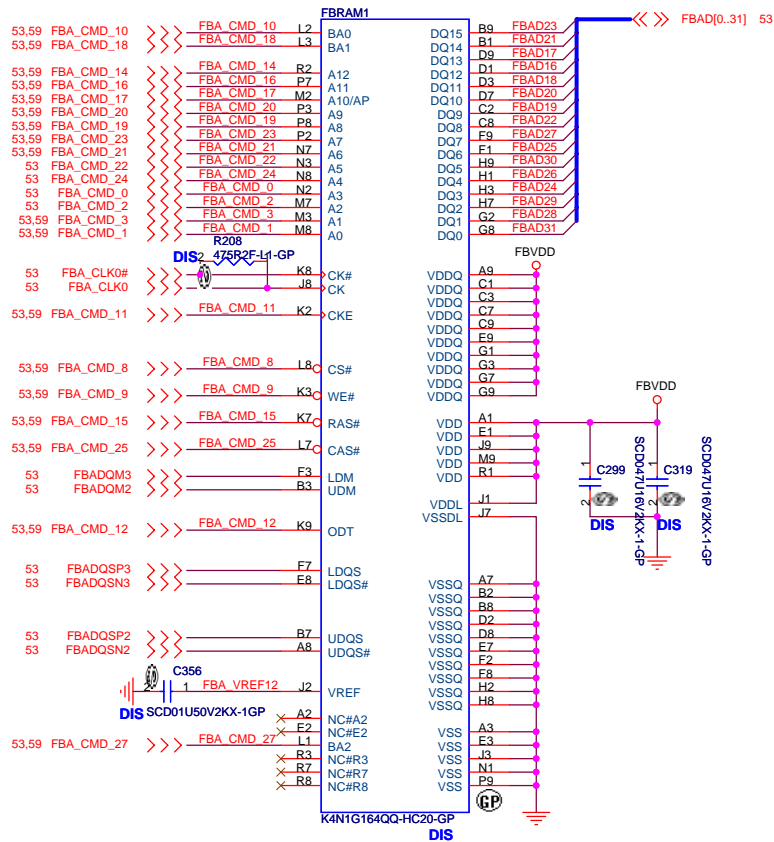 FBRAM1
53,59 FBA_CMD_10 FBA_CMD_10 L2 BA0 DQ15 B9 FBAD23 FBAD[0..31] 53
53,59 FBA_CMD_18 FBA_CMD_18 L3 BA1 DQ14 B1 FBAD21
DQ13 D9 FBAD17
53,59 FBA_CMD_14 FBA_CMD_14 R2 A12 DQ12 D1 FBAD16
53,59 FBA_CMD_16 FBA_CMD_16 P7 A11 DQ11 D3 FBAD18
53,59 FBA_CMD_17 FBA_CMD_17 M2 A10/AP DQ10 D7 FBAD20
53,59 FBA_CMD_20 FBA_CMD_20 P3 A9 DQ9 C2 FBAD19
53,59 FBA_CMD_19 FBA_CMD_19 P8 A8 DQ8 C8 FBAD22
53,59 FBA_CMD_23 FBA_CMD_23 P2 A7 DQ7 F9 FBAD27
53,59 FBA_CMD_21 FBA_CMD_21 N7 A6 DQ6 F1 FBAD25
53 FBA_CMD_22 FBA_CMD_22 N3 A5 DQ5 H9 FBAD30
53 FBA_CMD_24 FBA_CMD_24 N8 A4 DQ4 H1 FBAD26
53 FBA_CMD_0 FBA_CMD_0 N2 A3 DQ3 H3 FBAD24
53 FBA_CMD_2 FBA_CMD_2 M7 A2 DQ2 H7 FBAD29
53,59 FBA_CMD_3 FBA_CMD_3 M3 A1 DQ1 G2 FBAD28
53,59 FBA_CMD_1 FBA_CMD_1 M8 A0 DQ0 G8 FBAD31
R208
DIS 2 475R2F-L1-GP FBVDD
53 FBA_CLK0# K8 CK# VDDQ A9
53 FBA_CLK0 J8 CK VDDQ C1
VDDQ C3
53,59 FBA_CMD_11 FBA_CMD_11 K2 CKE VDDQ C7
VDDQ C9
VDDQ E9
VDDQ G1
53,59 FBA_CMD_8 FBA_CMD_8 L8 CS# VDDQ G3
VDDQ G7
53,59 FBA_CMD_9 FBA_CMD_9 K3 WE# VDDQ G9 FBVDD
53,59 FBA_CMD_15 FBA_CMD_15 K7 RAS# VDD A1
VDD E1
53,59 FBA_CMD_25 FBA_CMD_25 L7 CAS# VDD J9
VDD M9
53 FBADQM3 F3 LDM VDD R1 1 C299 SCD047U16V2KX-1-GP 1 C319 SCD047U16V2KX-1-GP
53 FBADQM2 B3 UDM
VDDL J1 2 2
VSSDL J7 DIS DIS
53,59 FBA_CMD_12 FBA_CMD_12 K9 ODT
53 FBADQSP3 F7 LDQS
53 FBADQSN3 E8 LDQS# VSSQ A7
VSSQ B2
VSSQ B8
VSSQ D2
53 FBADQSP2 B7 UDQS VSSQ D8
53 FBADQSN2 A8 UDQS# VSSQ E7
VSSQ F2
C356 VSSQ F8
2 1 FBA_VREF12 J2 VREF VSSQ H2
DIS SCD01U50V2KX-1GP VSSQ H8
A2 NC#A2
E2 NC#E2 VSS A3
53,59 FBA_CMD_27 FBA_CMD_27 L1 BA2 VSS E3
R3 NC#R3 VSS J3
R7 NC#R7 VSS N1
R8 NC#R8 VSS P9
GP
K4N1G164QQ-HC20-GP
DIS